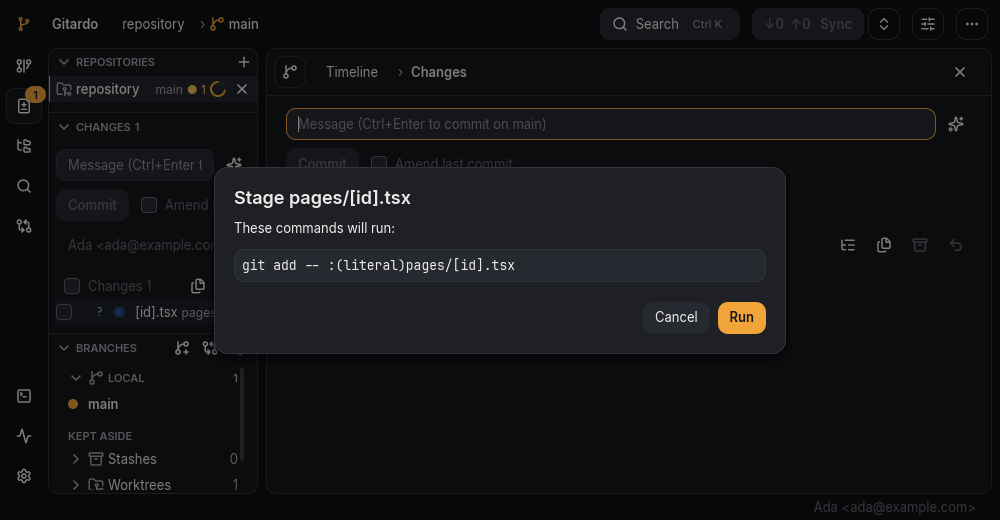 Gitardo repository › main Search Ctrl K ↓0 ↑0 Sync
REPOSITORIES
repository main 1
1
Timeline › Changes
CHANGES 1
Message (Ctrl+Enter t
Commit Amend
Ada <ada@example.cor
Changes 1
? [id].tsx pages
BRANCHES
LOCAL 1
main
KEPT ASIDE
Stashes 0
Worktrees 1
Message (Ctrl+Enter to commit on main)
Commit Amend last commit
Stage pages/[id].tsx
These commands will run:
git add -- :(literal)pages/[id].tsx
Cancel Run
Ada <ada@example.com>